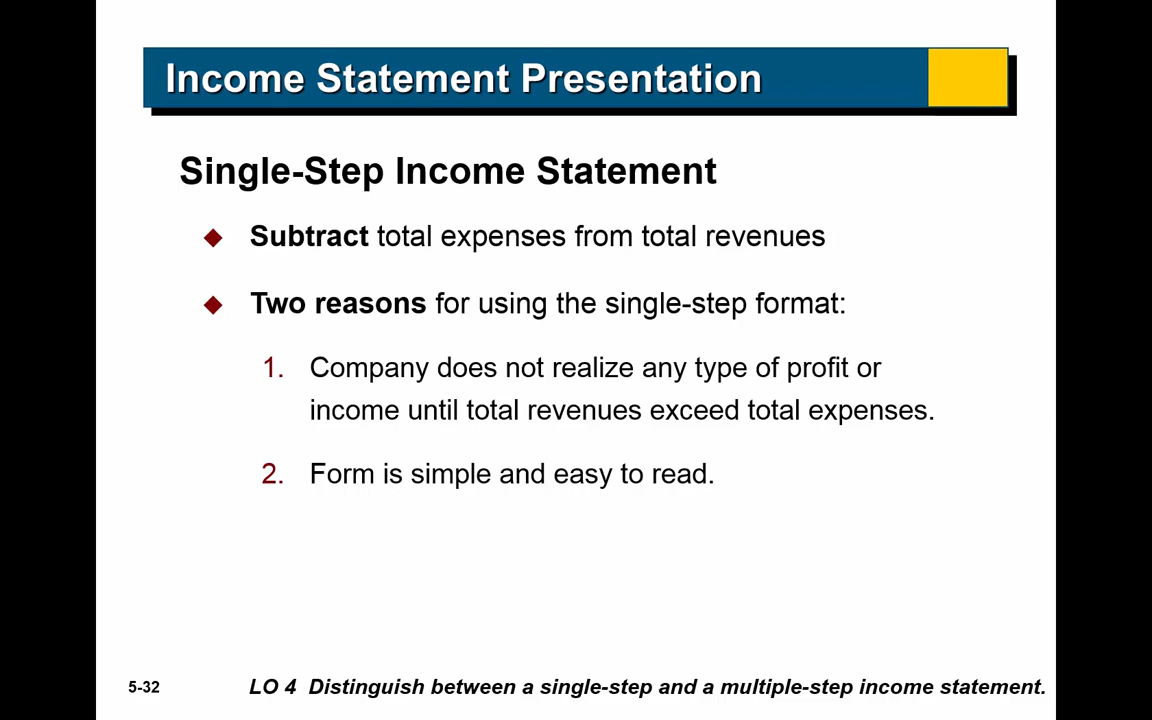 Income Statement Presentation
Single-Step Income Statement
Subtract total expenses from total revenues
Two reasons for using the single-step format:
1. Company does not realize any type of profit or
income until total revenues exceed total expenses.
2. Form is simple and easy to read.
5-32 LO 4 Distinguish between a single-step and a multiple-step income statement.